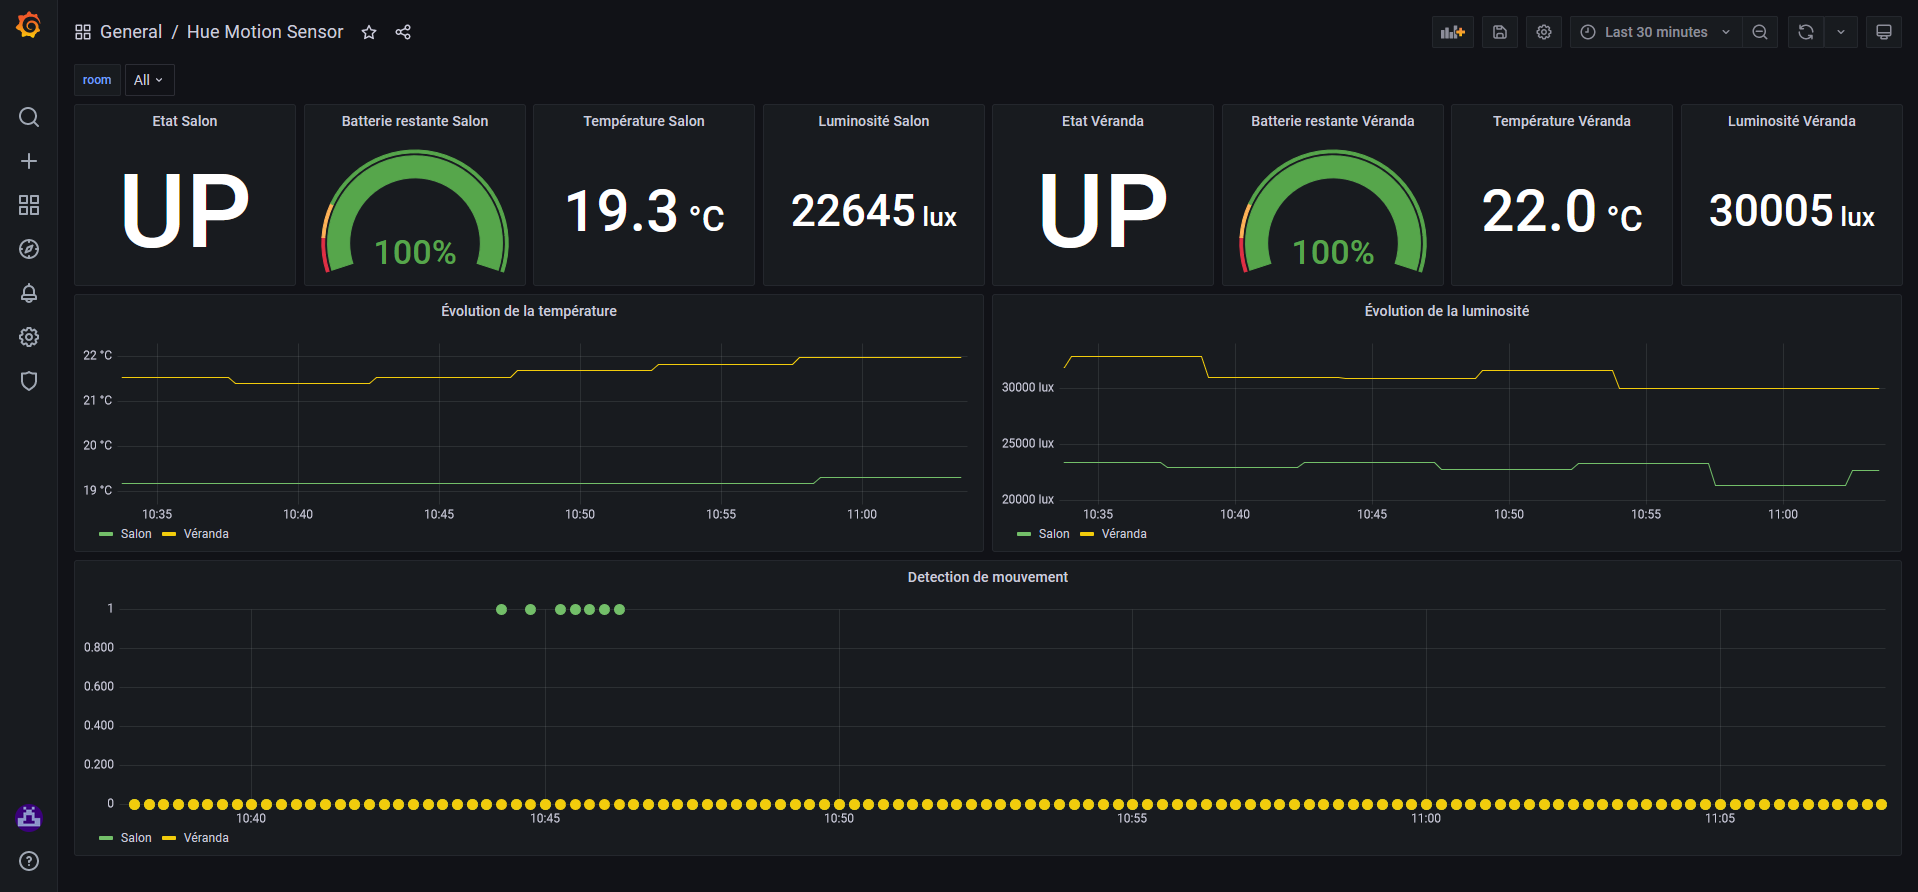 General / Hue Motion Sensor
Last 30 minutes
room All
Etat Salon
UP
Batterie restante Salon
100%
Température Salon
19.3 °C
Luminosité Salon
22645 lux
Etat Véranda
UP
Batterie restante Véranda
100%
Température Véranda
22.0 °C
Luminosité Véranda
30005 lux
Évolution de la température
22 °C
21 °C
20 °C
19 °C
10:35 10:40 10:45 10:50 10:55 11:00
Salon Véranda
Évolution de la luminosité
30000 lux
25000 lux
20000 lux
10:35 10:40 10:45 10:50 10:55 11:00
Salon Véranda
Detection de mouvement
1
0.800
0.600
0.400
0.200
0
10:40 10:45 10:50 10:55 11:00 11:05
Salon Véranda